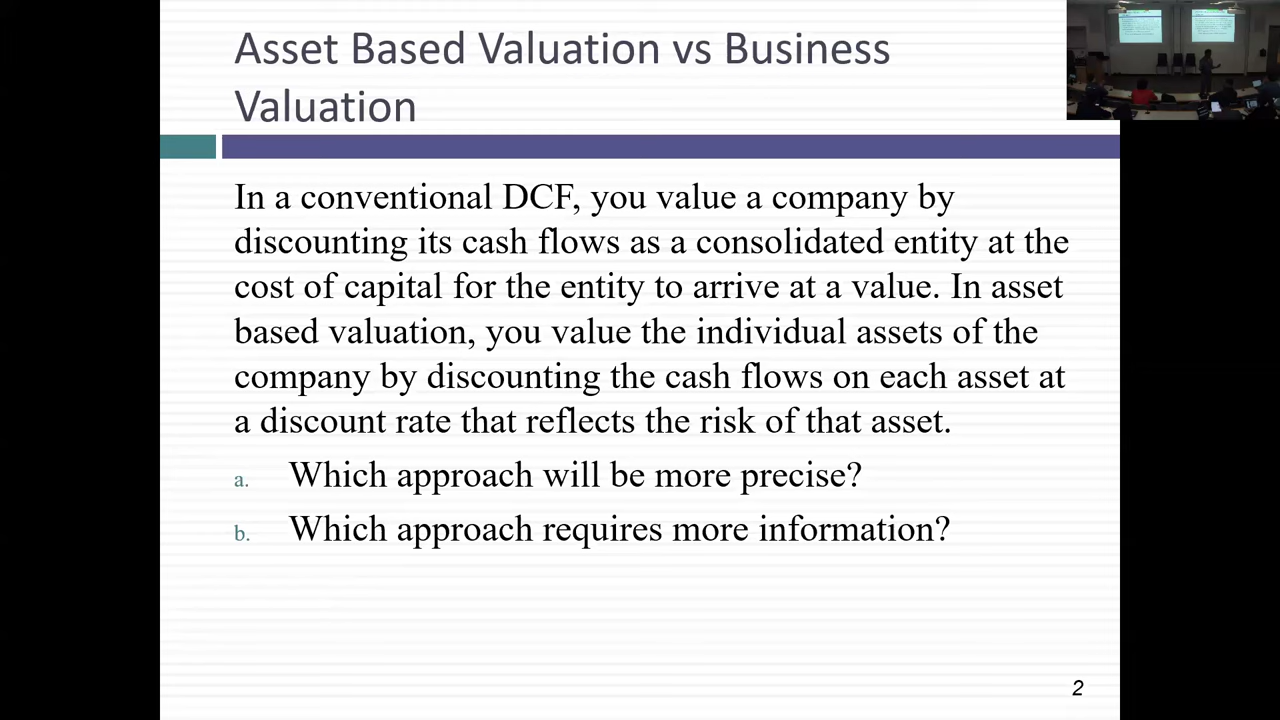 Asset Based Valuation vs Business
Valuation
In a conventional DCF, you value a company by
discounting its cash flows as a consolidated entity at the
cost of capital for the entity to arrive at a value. In asset
based valuation, you value the individual assets of the
company by discounting the cash flows on each asset at
a discount rate that reflects the risk of that asset.
a. Which approach will be more precise?
b. Which approach requires more information?
2